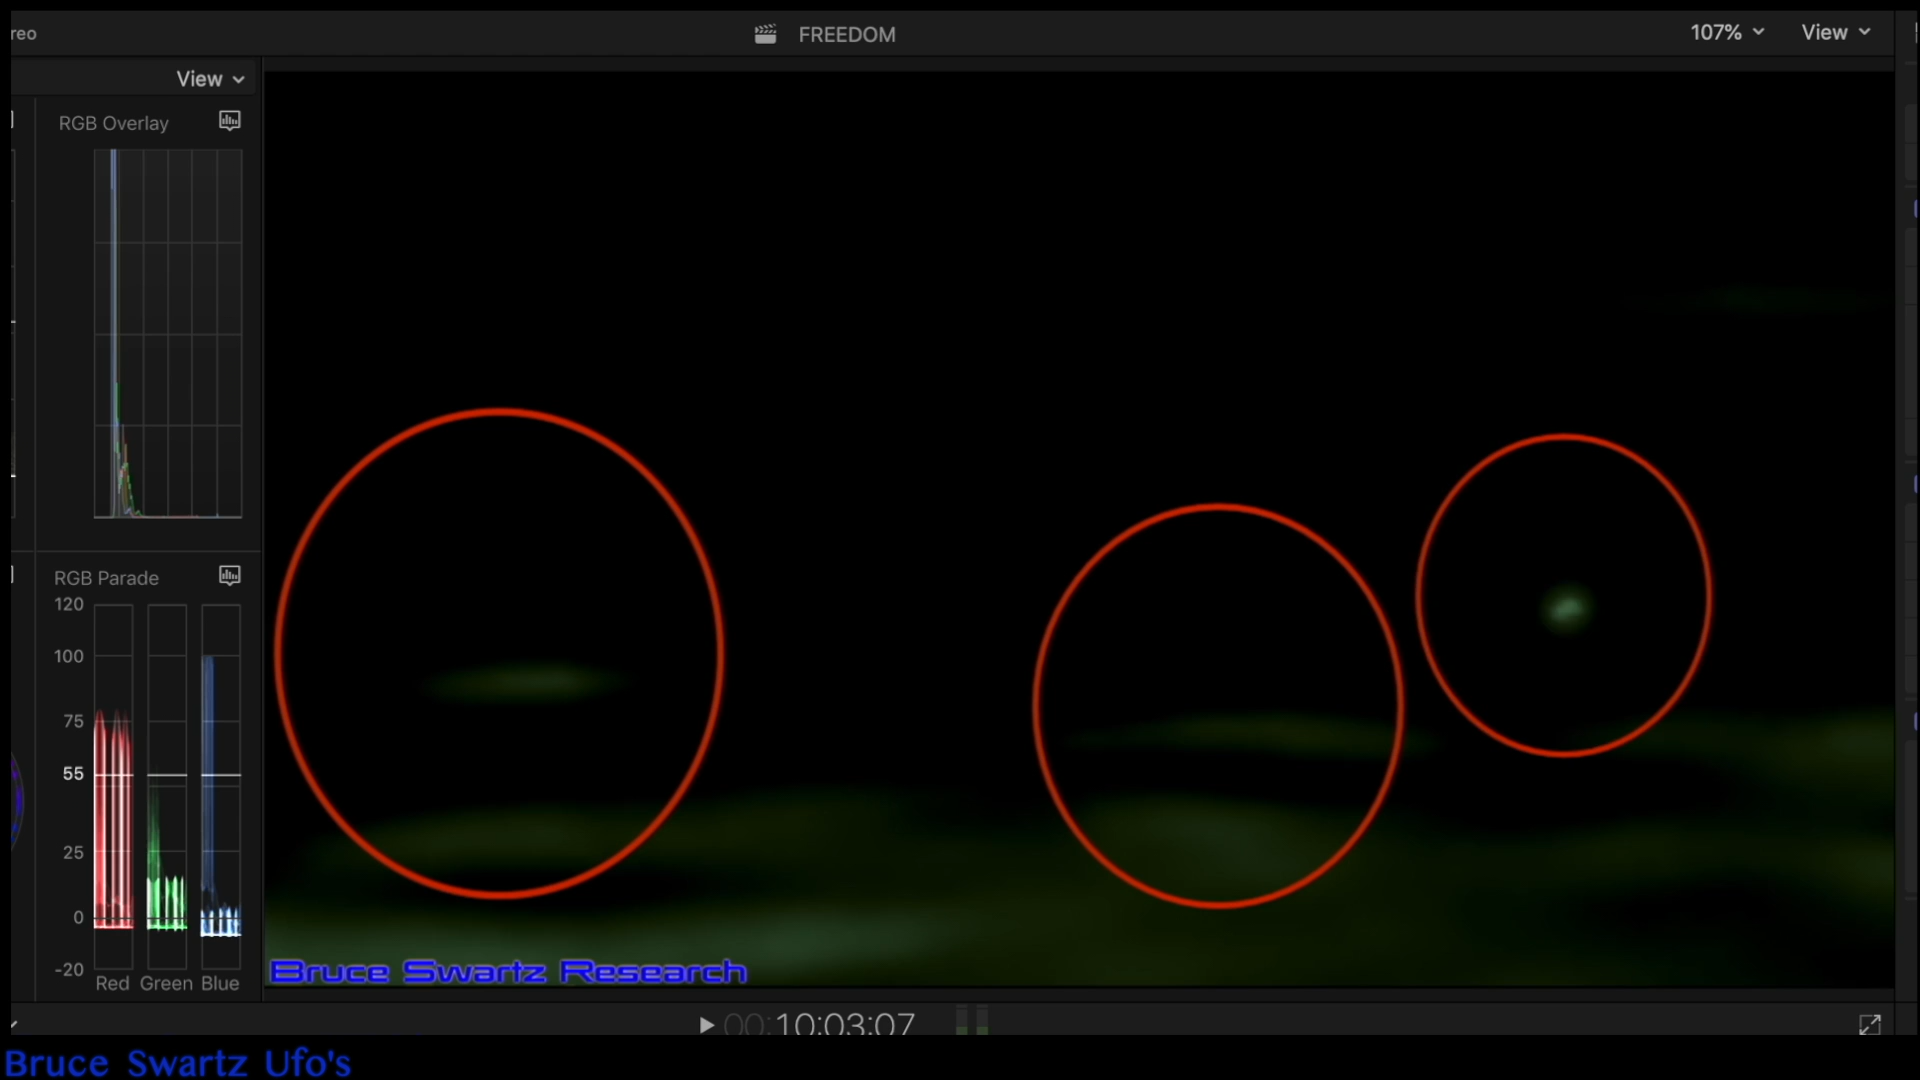 reo
FREEDOM
107%
View
View
RGB Overlay
RGB Parade
120
100
75
55
25
0
-20
Red Green Blue
Bruce Swartz Research
00:10:03:07
Bruce Swartz Ufo's